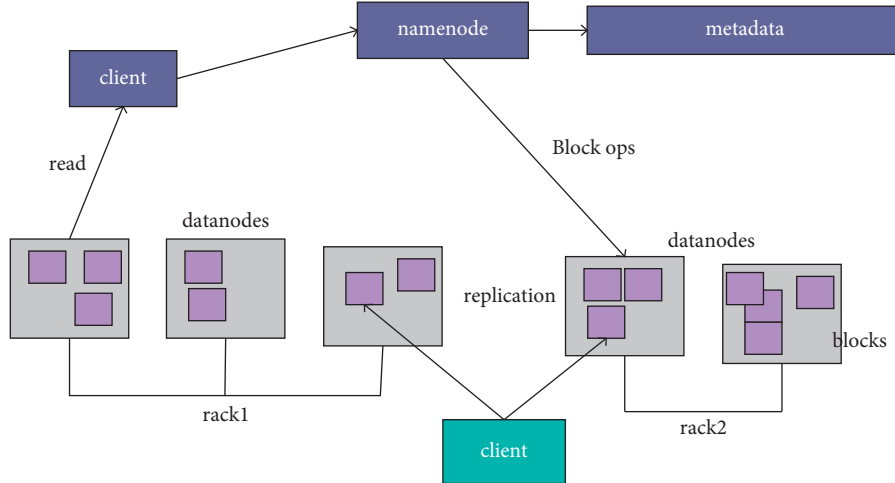 namenode
metadata
client
Block ops
read
datanodes
datanodes
replication
blocks
rack1
rack2
client